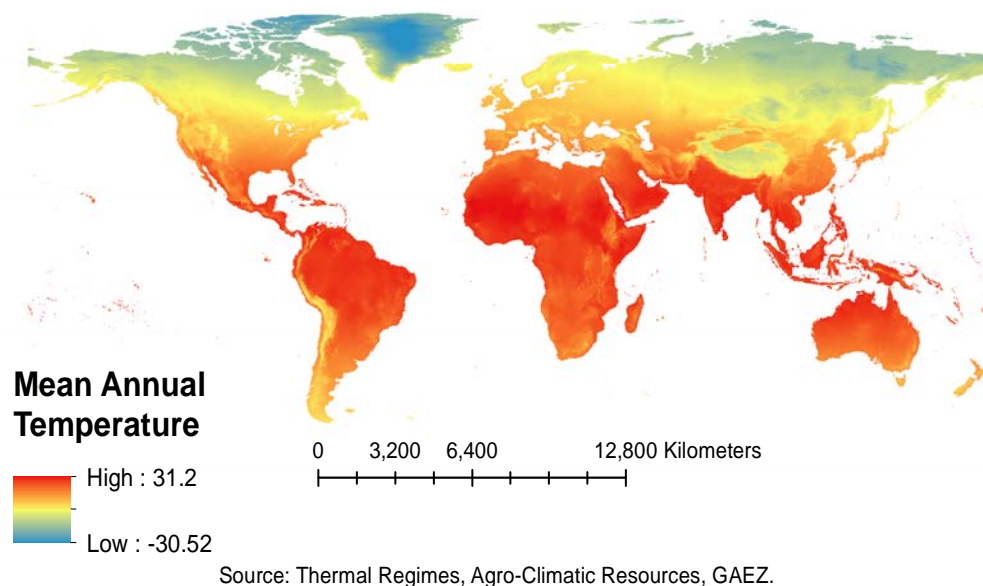 Mean Annual
Temperature
High : 31.2
Low : -30.52
0 3,200 6,400 12,800 Kilometers
Source: Thermal Regimes, Agro-Climatic Resources, GAEZ.